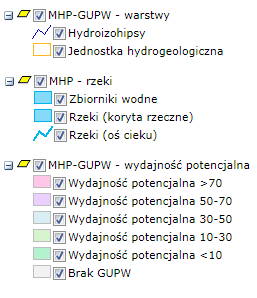 MHP-GUPW - warstwy
Hydroizohipsy
Jednostka hydrogeologiczna
MHP - rzeki
Zbiorniki wodne
Rzeki (koryta rzeczne)
Rzeki (oś cieku)
MHP-GUPW - wydajność potencjalna
Wydajność potencjalna >70
Wydajność potencjalna 50-70
Wydajność potencjalna 30-50
Wydajność potencjalna 10-30
Wydajność potencjalna <10
Brak GUPW